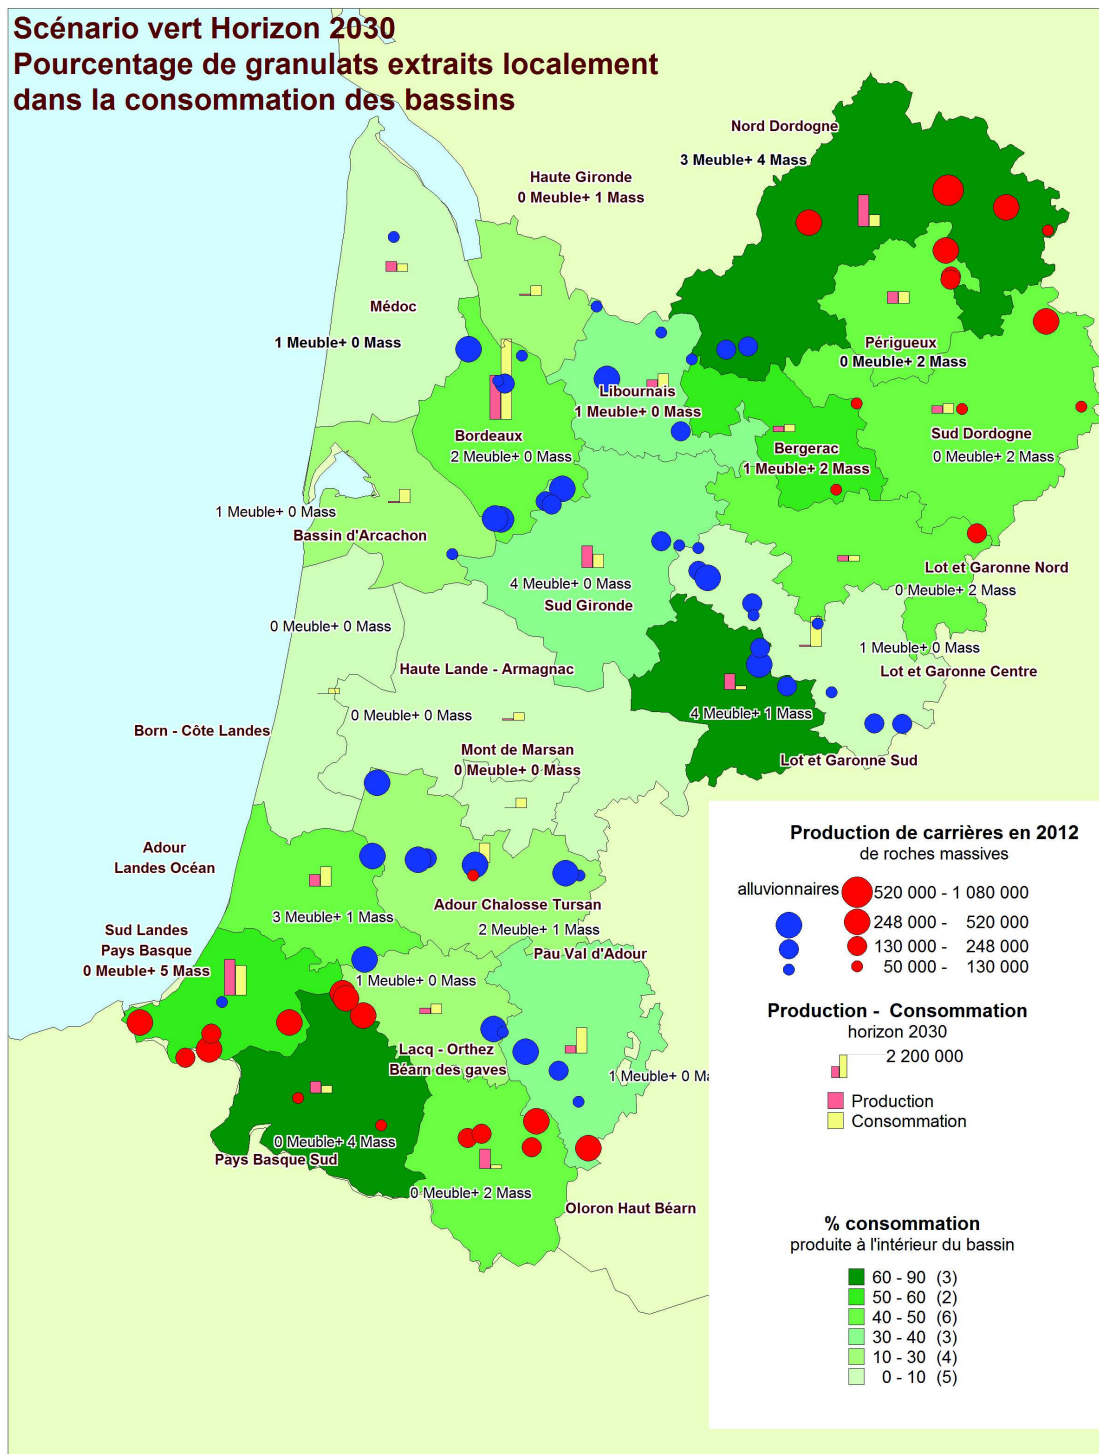 Scénario vert Horizon 2030
Pourcentage de granulats extraits localement
dans la consommation des bassins
Nord Dordogne
3 Meuble+ 4 Mass
Haute Gironde
0 Meuble+ 1 Mass
Médoc
1 Meuble+ 0 Mass
Périgueux
0 Meuble+ 2 Mass
Libournais
1 Meuble+ 0 Mass
Bordeaux
2 Meuble+ 0 Mass
Bergerac
1 Meuble+ 2 Mass
Sud Dordogne
0 Meuble+ 2 Mass
1 Meuble+ 0 Mass
Bassin d'Arcachon
4 Meuble+ 0 Mass
Sud Gironde
Lot et Garonne Nord
0 Meuble+ 2 Mass
0 Meuble+ 0 Mass
1 Meuble+ 0 Mass
Lot et Garonne Centre
Haute Lande - Armagnac
0 Meuble+ 0 Mass
4 Meuble+ 1 Mass
Born - Côte Landes
Mont de Marsan
0 Meuble+ 0 Mass
Lot et Garonne Sud
Adour
Landes Océan
3 Meuble+ 1 Mass
Adour Chalosse Tursan
2 Meuble+ 1 Mass
Sud Landes
Pays Basque
0 Meuble+ 5 Mass
Pau Val d'Adour
1 Meuble+ 0 Mass
Lacq - Orthez
Béarn des gaves
1 Meuble+ 0 Ma
0 Meuble+ 4 Mass
Pays Basque Sud
0 Meuble+ 2 Mass
Oloron Haut Béarn
Production de carrières en 2012
de roches massives
alluvionnaires
520 000 - 1 080 000
248 000 - 520 000
130 000 - 248 000
50 000 - 130 000
Production - Consommation
horizon 2030
2 200 000
Production
Consommation
% consommation
produite à l'intérieur du bassin
60 - 90 (3)
50 - 60 (2)
40 - 50 (6)
30 - 40 (3)
10 - 30 (4)
0 - 10 (5)